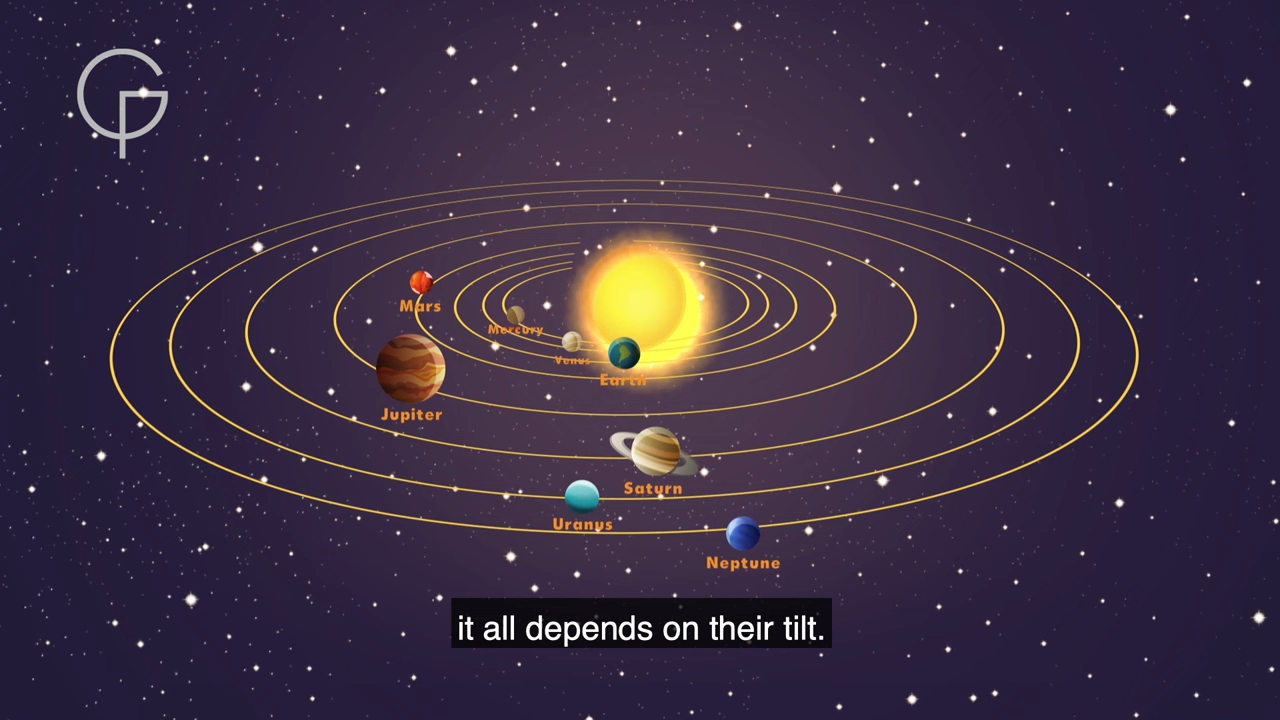 Mars
Mercury
Venus
Earth
Jupiter
Saturn
Uranus
Neptune
it all depends on their tilt.